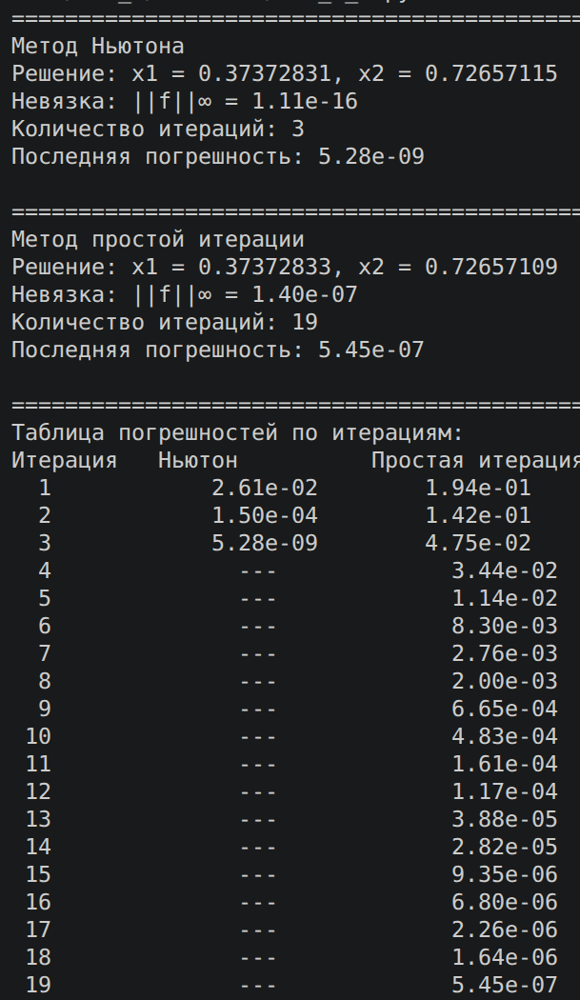 ============================================
Метод Ньютона
Решение: x1 = 0.37372831, x2 = 0.72657115
Невязка: ||f||∞ = 1.11e-16
Количество итераций: 3
Последняя погрешность: 5.28e-09
============================================
Метод простой итерации
Решение: x1 = 0.37372833, x2 = 0.72657109
Невязка: ||f||∞ = 1.40e-07
Количество итераций: 19
Последняя погрешность: 5.45e-07
============================================
Таблица погрешностей по итерациям:
Итерация Ньютон Простая итерация
1 2.61e-02 1.94e-01
2 1.50e-04 1.42e-01
3 5.28e-09 4.75e-02
4 --- 3.44e-02
5 --- 1.14e-02
6 --- 8.30e-03
7 --- 2.76e-03
8 --- 2.00e-03
9 --- 6.65e-04
10 --- 4.83e-04
11 --- 1.61e-04
12 --- 1.17e-04
13 --- 3.88e-05
14 --- 2.82e-05
15 --- 9.35e-06
16 --- 6.80e-06
17 --- 2.26e-06
18 --- 1.64e-06
19 --- 5.45e-07